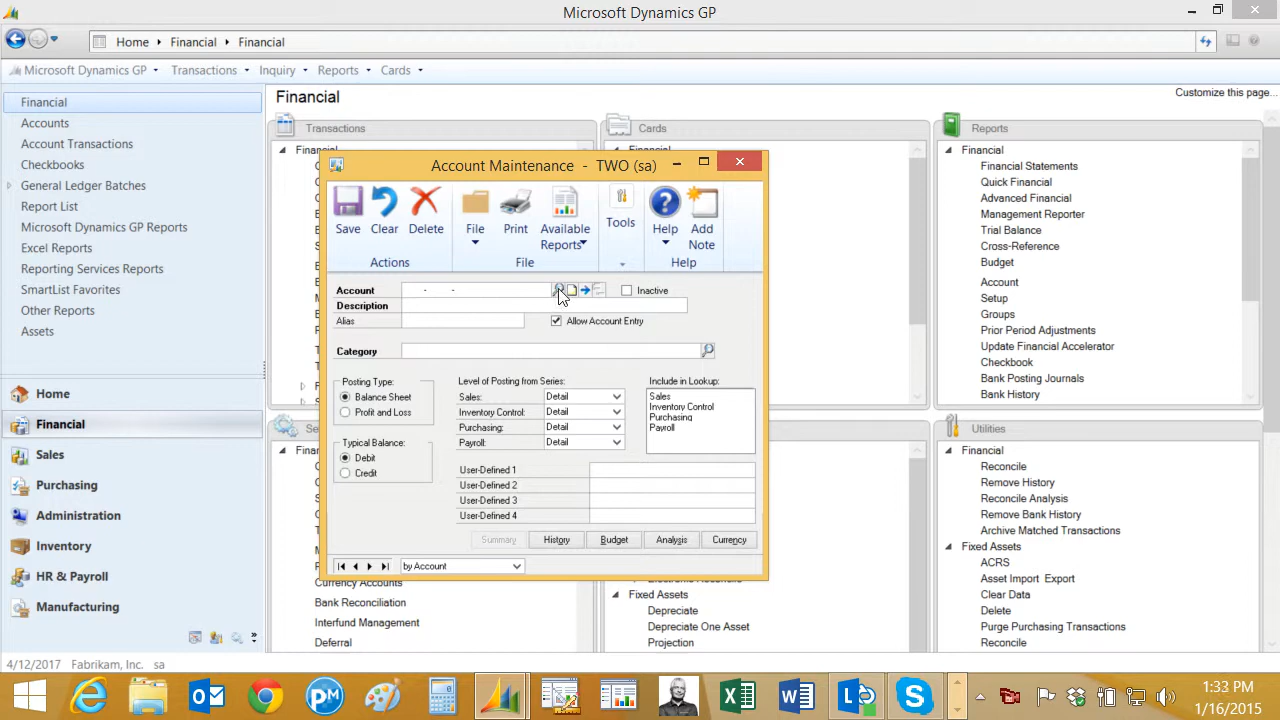 Microsoft Dynamics GP
Home
Financial
Financial
Microsoft Dynamics GP
Transactions
Inquiry
Reports
Cards
Financial
Accounts
Account Transactions
Checkbooks
General Ledger Batches
Report List
Microsoft Dynamics GP Reports
Excel Reports
Reporting Services Reports
SmartList Favorites
Other Reports
Assets
Home
Financial
Sales
Purchasing
Administration
Inventory
HR & Payroll
Manufacturing
Financial
Customize this page...
Transactions
Cards
Reports
Financial
Financial Statements
Quick Financial
Advanced Financial
Management Reporter
Trial Balance
Cross-Reference
Budget
Account
Setup
Groups
Prior Period Adjustments
Update Financial Accelerator
Checkbook
Bank Posting Journals
Bank History
Account Maintenance - TWO (sa)
Save
Clear
Delete
Actions
File
Print
Available Reports
File
Tools
Help
Add Note
Help
Account
- -
Inactive
Description
Alias
Allow Account Entry
Category
Posting Type:
Balance Sheet
Profit and Loss
Typical Balance:
Debit
Credit
Level of Posting from Series:
Sales: Detail
Inventory Control: Detail
Purchasing: Detail
Payroll: Detail
Include in Lookup:
Sales
Inventory Control
Purchasing
Payroll
User-Defined 1
User-Defined 2
User-Defined 3
User-Defined 4
Summary
History
Budget
Analysis
Currency
by Account
Currency Accounts
Bank Reconciliation
Interfund Management
Deferral
Fixed Assets
Depreciate
Depreciate One Asset
Projection
Utilities
Financial
Reconcile
Remove History
Reconcile Analysis
Remove Bank History
Archive Matched Transactions
Fixed Assets
ACRS
Asset Import Export
Clear Data
Delete
Purge Purchasing Transactions
Reconcile
4/12/2017 Fabrikam, Inc. sa
1:33 PM
1/16/2015